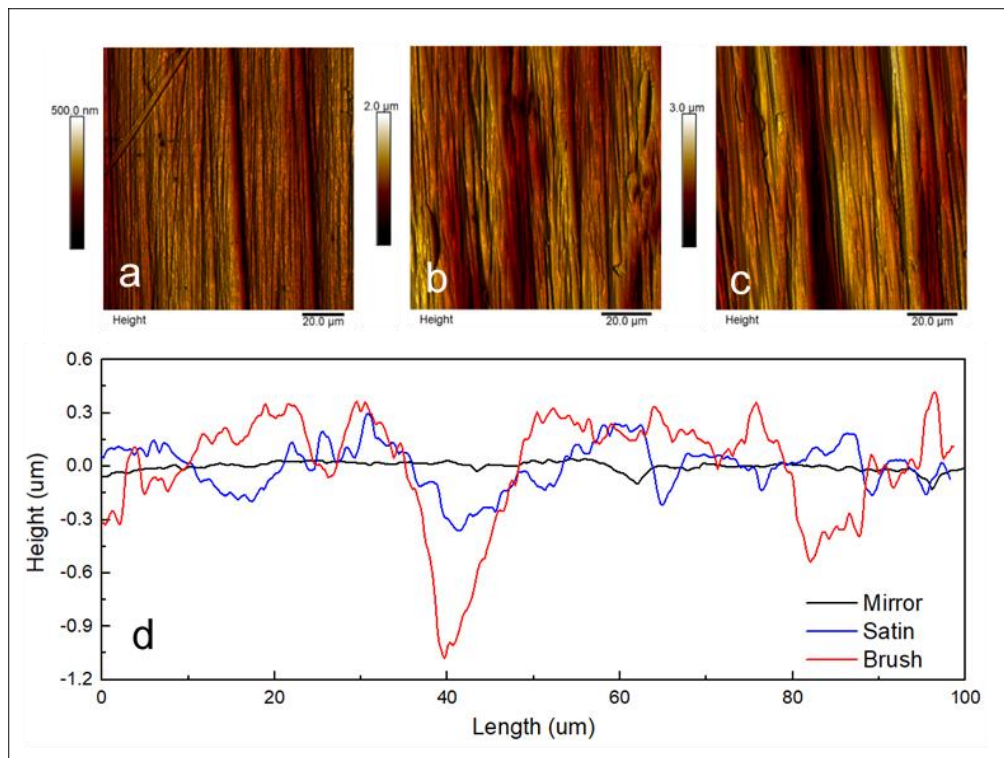 500.0 nm
a
Height
20.0 µm
2.0 µm
b
Height
20.0 µm
3.0 µm
c
Height
20.0 µm
0.6
0.3
0.0
-0.3
-0.6
-0.9
-1.2
Height (um)
d
Mirror
Satin
Brush
0
20
40
60
80
100
Length (um)